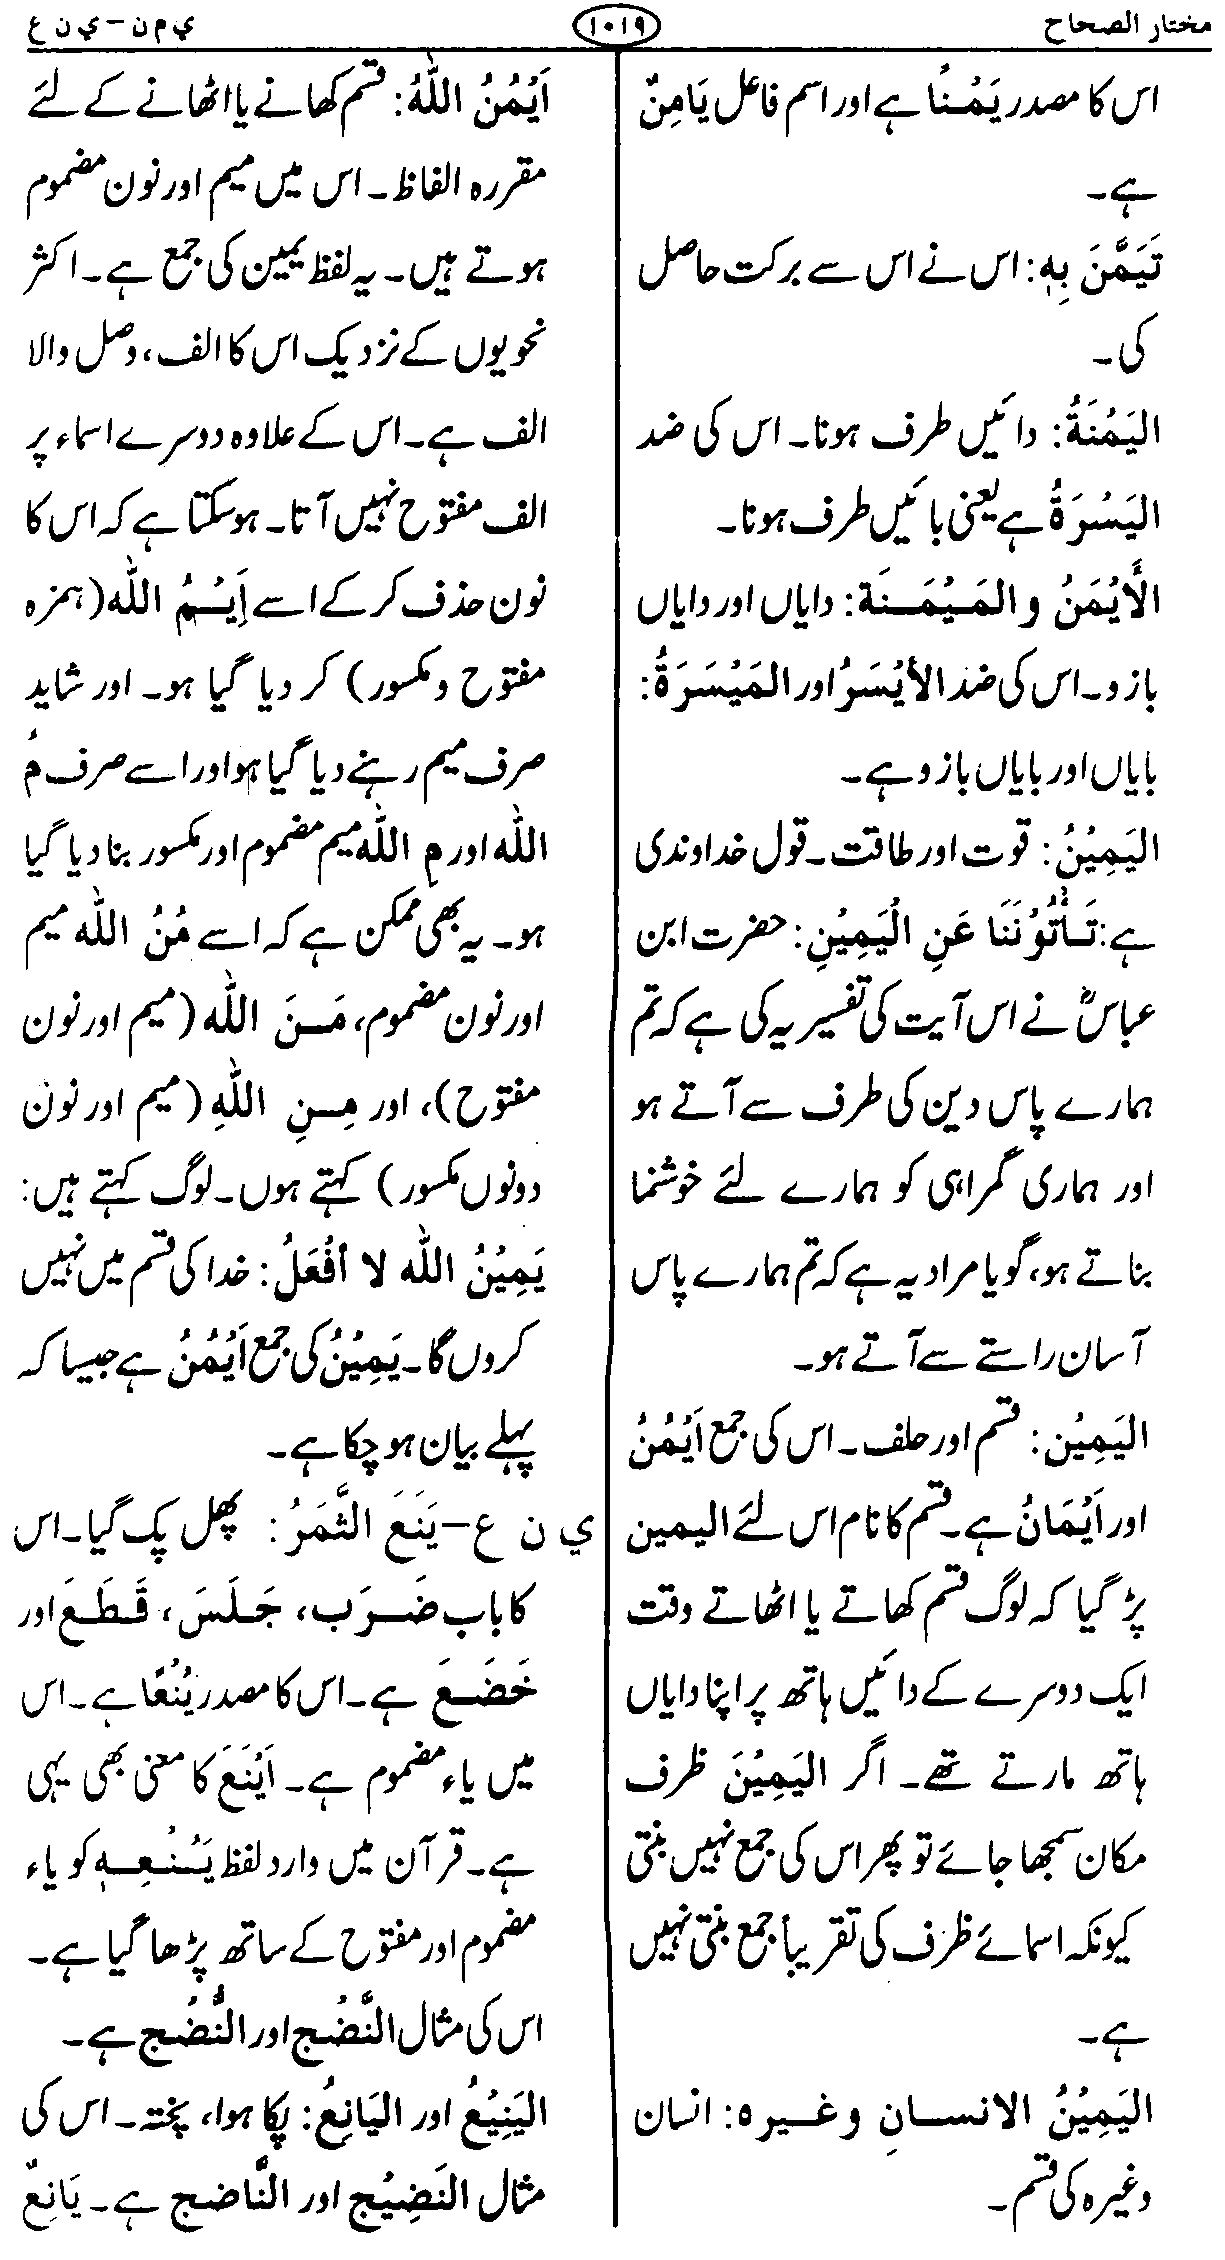 مختار الصحاح
۱۰۱۹
ي م ن – ي ن ع
اس کا مصدر يَمُنًا ہے اور اسم فاعل يَامِنٌ
ہے۔
تَيَمَّنَ بِهٖ: اس نے اس سے برکت حاصل
کی۔
اليَمُنَةُ: دائیں طرف ہونا۔ اس کی ضد
اليَسُرَةُ ہے یعنی بائیں طرف ہونا۔
الأَيُمَنُ والمَيُمَنَة: دایاں اور دایاں
بازو۔ اس کی ضد الأيُسَرُ اور المَيُسَرَةُ:
بایاں اور بایاں بازو ہے۔
اليَمِيُنُ: قوت اور طاقت۔ قول خداوندی
ہے: تَأتُوُنَنَا عَنِ الُيَمِيُنِ: حضرت ابن
عباسؓ نے اس آیت کی تفسیر یہ کی ہے کہ تم
ہمارے پاس دین کی طرف سے آتے ہو
اور ہماری گمراہی کو ہمارے لئے خوشنما
بناتے ہو، گویا مراد یہ ہے کہ تم ہمارے پاس
آسان راستے سے آتے ہو۔
اليَمِيُن: قسم اور حلف۔ اس کی جمع اَيُمُنُ
اور اَيُمَانُ ہے۔ قسم کا نام اس لئے الیمین
پڑ گیا کہ لوگ قسم کھاتے یا اٹھاتے وقت
ایک دوسرے کے دائیں ہاتھ پر اپنا دایاں
ہاتھ مارتے تھے۔ اگر اليَمِيُنَ ظرف
مکان سمجھا جائے تو پھر اس کی جمع نہیں بنتی
کیونکہ اسمائے ظرف کی تقریباً جمع بنتی نہیں
ہے۔
اليَمِيُنُ الانسانِ وغیرہ: انسان
وغیرہ کی قسم۔
اَيُمُنُ اللّٰهُ: قسم کھانے یا اٹھانے کے لئے
مقررہ الفاظ۔ اس میں میم اور نون مضموم
ہوتے ہیں۔ یہ لفظ یمین کی جمع ہے۔ اکثر
نحویوں کے نزدیک اس کا الف، وصل والا
الف ہے۔ اس کے علاوہ دوسرے اسماء پر
الف مفتوح نہیں آتا۔ ہو سکتا ہے کہ اس کا
نون حذف کر کے اسے اَِيُمُ اللّٰه (ہمزہ
مفتوح و مکسور) کر دیا گیا ہو۔ اور شاید
صرف میم رہنے دیا گیا ہو اور اسے صرف مُ
اللّٰه اور مِ اللّٰه میم مضموم اور مکسور بنا دیا گیا
ہو۔ یہ بھی ممکن ہے کہ اسے مُنُ اللّٰه میم
اور نون مضموم، مَنَ اللّٰه (میم اور نون
مفتوح)، اور مِنِ اللّٰهِ (میم اور نون
دونوں مکسور) کہتے ہوں۔ لوگ کہتے ہیں:
يَمِيُنُ اللّٰه لا أفُعَلُ: خدا کی قسم میں نہیں
کروں گا۔ يَمِيُنُ کی جمع اَيُمُنُ ہے جیسا کہ
پہلے بیان ہو چکا ہے۔
ي ن ع – يَنَعَ الثَّمَرُ: پھل پک گیا۔ اس
کا باب ضَرَب، جَلَسَ، قَطَعَ اور
خَضَعَ ہے۔ اس کا مصدر يُنُعًا ہے۔ اس
میں یاء مضموم ہے۔ اَيُنَعَ کا معنی بھی یہی
ہے۔ قرآن میں وارد لفظ يَنُعِهٖ کو یاء
مضموم اور مفتوح کے ساتھ پڑھا گیا ہے۔
اس کی مثال النَّضُج اور النُّضُج ہے۔
اليَنِيُعُ اور اليَانِعُ: پکا ہوا، پختہ۔ اس کی
مثال النَضِيُج اور النَّاضج ہے۔ يَانِعٌ